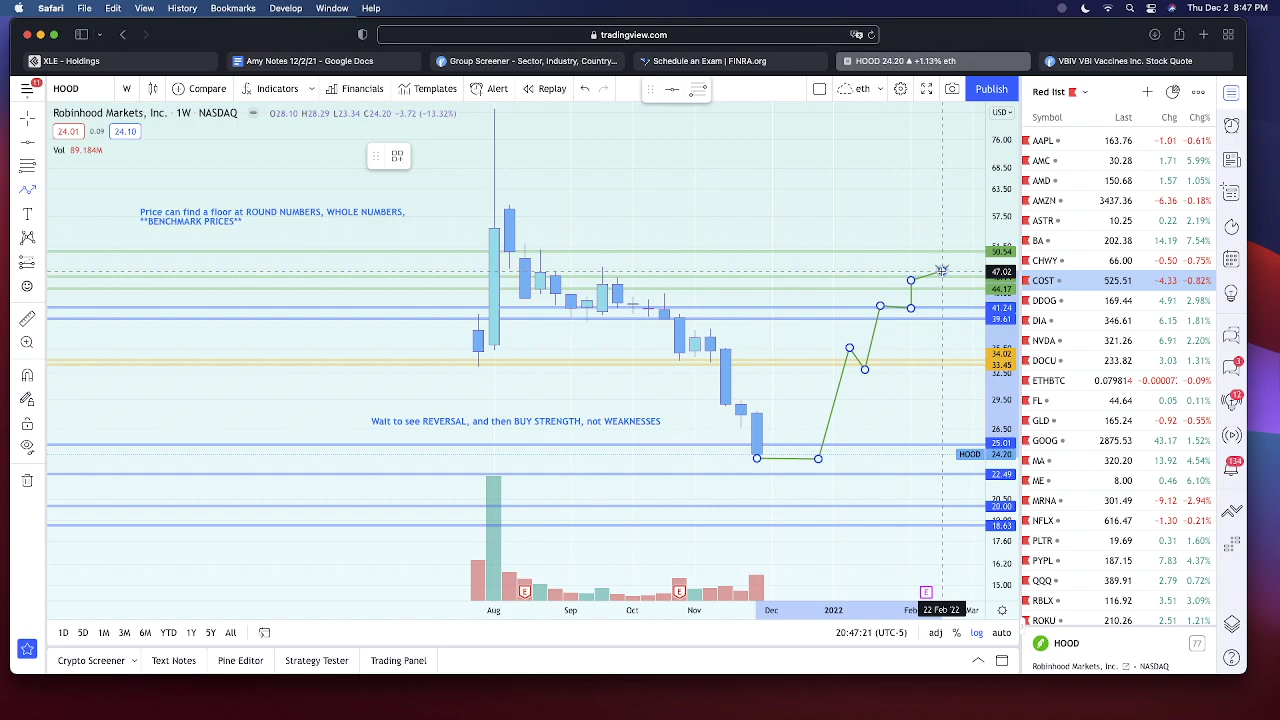 Safari File Edit View History Bookmarks Develop Window Help Thu Dec 2 8:47 PM
tradingview.com
XLE - Holdings
Amy Notes 12/2/21 - Google Docs
Group Screener - Sector, Industry, Country...
Schedule an Exam | FINRA.org
HOOD 24.20 ▲ +1.13% eth
VBIV VBI Vaccines Inc. Stock Quote
HOOD W Compare Indicators Financials Templates Alert Replay eth Publish
Robinhood Markets, Inc. · 1W · NASDAQ O28.10 H28.29 L23.34 C24.20 -3.72 (-13.32%)
24.01 0.09 24.10
Vol 89.184M
Price can find a floor at ROUND NUMBERS, WHOLE NUMBERS,
**BENCHMARK PRICES**
Wait to see REVERSAL, and then BUY STRENGTH, not WEAKNESSES
USD
76.00
68.50
63.50
57.50
50.54
47.02
44.17
41.24
39.61
34.02
33.45
32.50
29.50
26.50
25.01
HOOD 24.20
22.49
20.50
20.00
18.63
17.60
16.20
15.00
E E E
Aug Sep Oct Nov Dec 2022 Feb 22 Feb '22 Mar
1D 5D 1M 3M 6M YTD 1Y 5Y All 20:47:21 (UTC-5) adj % log auto
Crypto Screener Text Notes Pine Editor Strategy Tester Trading Panel
Red list
Symbol Last Chg Chg%
AAPL 163.76 -1.01 -0.61%
AMC 30.28 1.71 5.99%
AMD 150.68 1.57 1.05%
AMZN 3437.36 -6.36 -0.18%
ASTR 10.25 0.22 2.19%
BA 202.38 14.19 7.54%
CHWY 66.00 -0.50 -0.75%
COST 525.51 -4.33 -0.82%
DDOG 169.44 4.91 2.98%
DIA 346.61 6.15 1.81%
NVDA 321.26 6.91 2.20%
DOCU 233.82 3.03 1.31%
ETHBTC 0.079814 -0.00007 -0.09%
FL 44.64 0.05 0.11%
GLD 165.24 -0.92 -0.55%
GOOG 2875.53 43.17 1.52%
MA 320.20 13.92 4.54%
ME 8.00 0.46 6.10%
MRNA 301.49 -9.12 -2.94%
NFLX 616.47 -1.30 -0.21%
PLTR 19.69 0.31 1.60%
PYPL 187.15 7.83 4.37%
QQQ 389.91 2.79 0.72%
RBLX 116.92 3.51 3.09%
ROKU 210.26 2.51 1.21%
HOOD 77
Robinhood Markets, Inc. NASDAQ
3
12
134